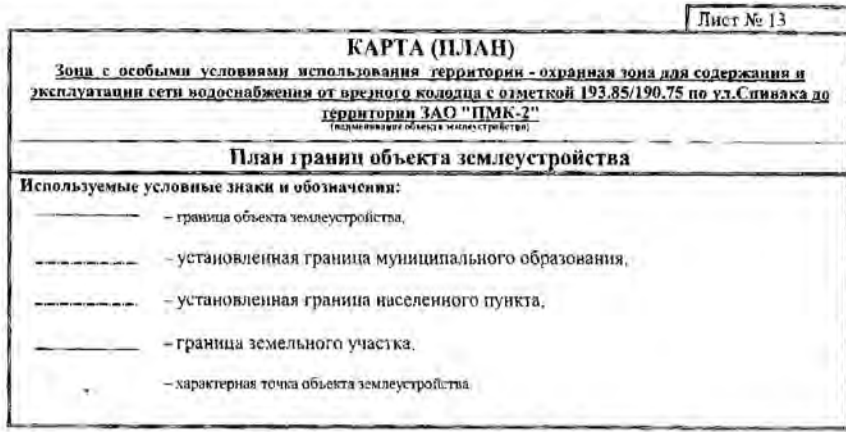 Лист № 13
КАРТА (ПЛАН)
Зона с особыми условиями использования территории - охранная зона для содержания и
эксплуатации сети водоснабжения от врезного колодца с отметкой 193.85/190.75 по ул.Спивака до
территории ЗАО "ПМК-2"
(наименование объекта землеустройства)
План границ объекта землеустройства
Используемые условные знаки и обозначения:
– граница объекта землеустройства,
– установленная граница муниципального образования,
– установленная граница населенного пункта,
– граница земельного участка,
– характерная точка объекта землеустройства